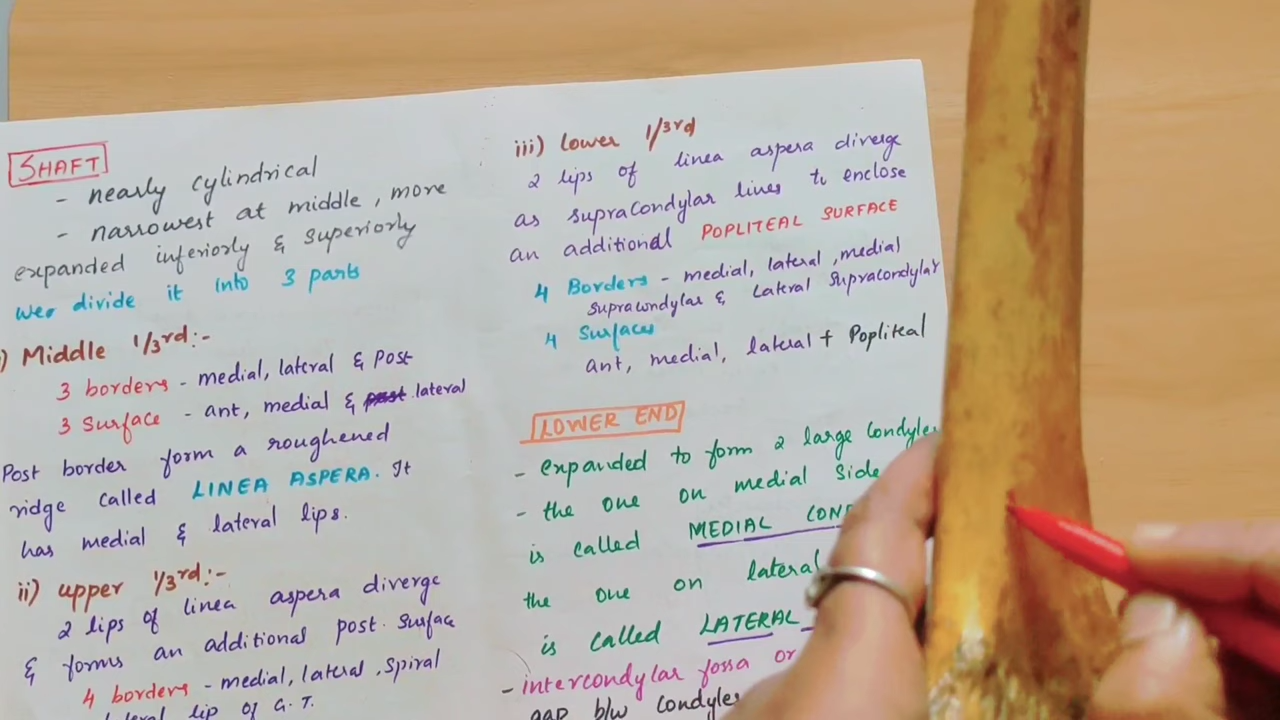 SHAFT
- nearly cylindrical
- narrowest at middle, more
expanded inferiorly & superiorly
wer divide it into 3 parts
) Middle 1/3rd:-
3 borders - medial, lateral & Post
3 Surface - ant, medial & lateral
Post border form a roughened
ridge called LINEA ASPERA. It
has medial & lateral lips.
ii) upper 1/3rd:-
2 lips of linea aspera diverge
& forms an additional post. surface
4 borders - medial, lateral, spiral
lip of G.T.
iii) Lower 1/3rd
2 lips of linea aspera diverge
as supracondylar lines to enclose
an additional POPLITEAL SURFACE
4 Borders - medial, lateral, medial
Supracondylar & Lateral Supracondylar
4 Surfaces
ant, medial, lateral + Popliteal
LOWER END
- expanded to form 2 large Condyle
- the one on medial side
is called MEDIAL COND
the one on lateral
is called LATERAL
- intercondylar fossa or
gap b/w condyles